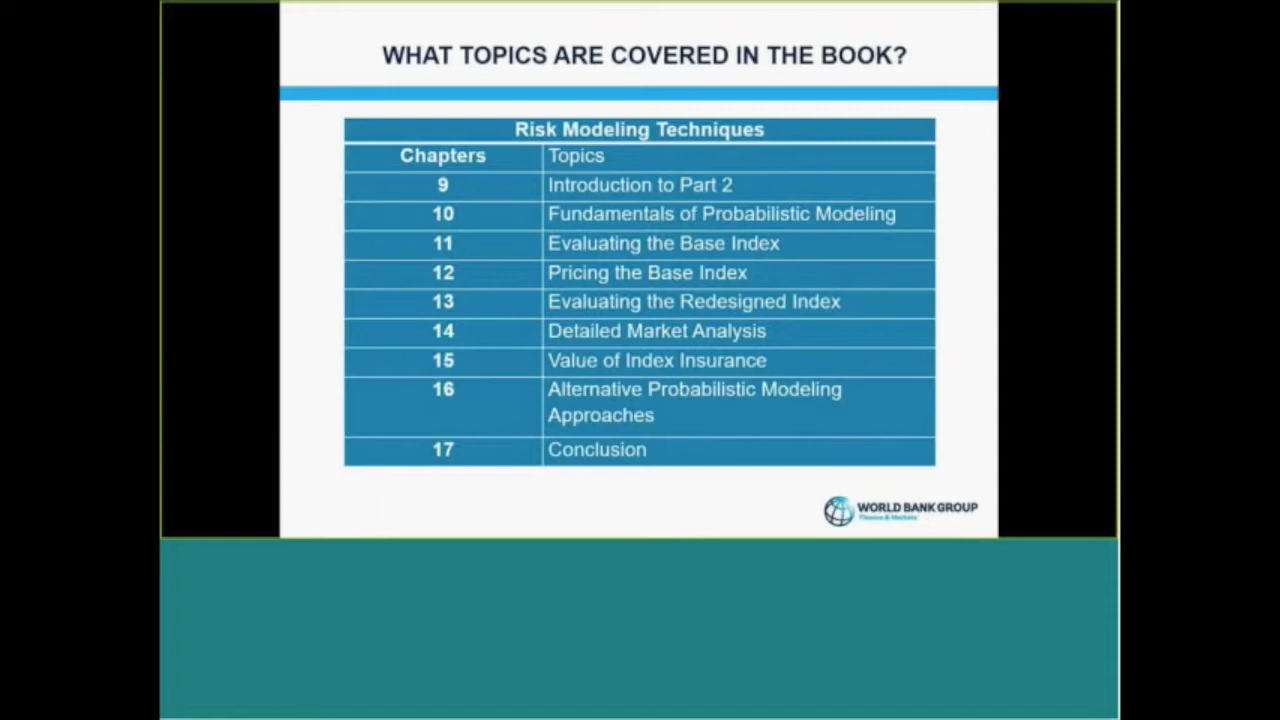 WHAT TOPICS ARE COVERED IN THE BOOK?
Risk Modeling Techniques
Chapters Topics
9 Introduction to Part 2
10 Fundamentals of Probabilistic Modeling
11 Evaluating the Base Index
12 Pricing the Base Index
13 Evaluating the Redesigned Index
14 Detailed Market Analysis
15 Value of Index Insurance
16 Alternative Probabilistic Modeling
Approaches
17 Conclusion
WORLD BANK GROUP
Finance & Markets